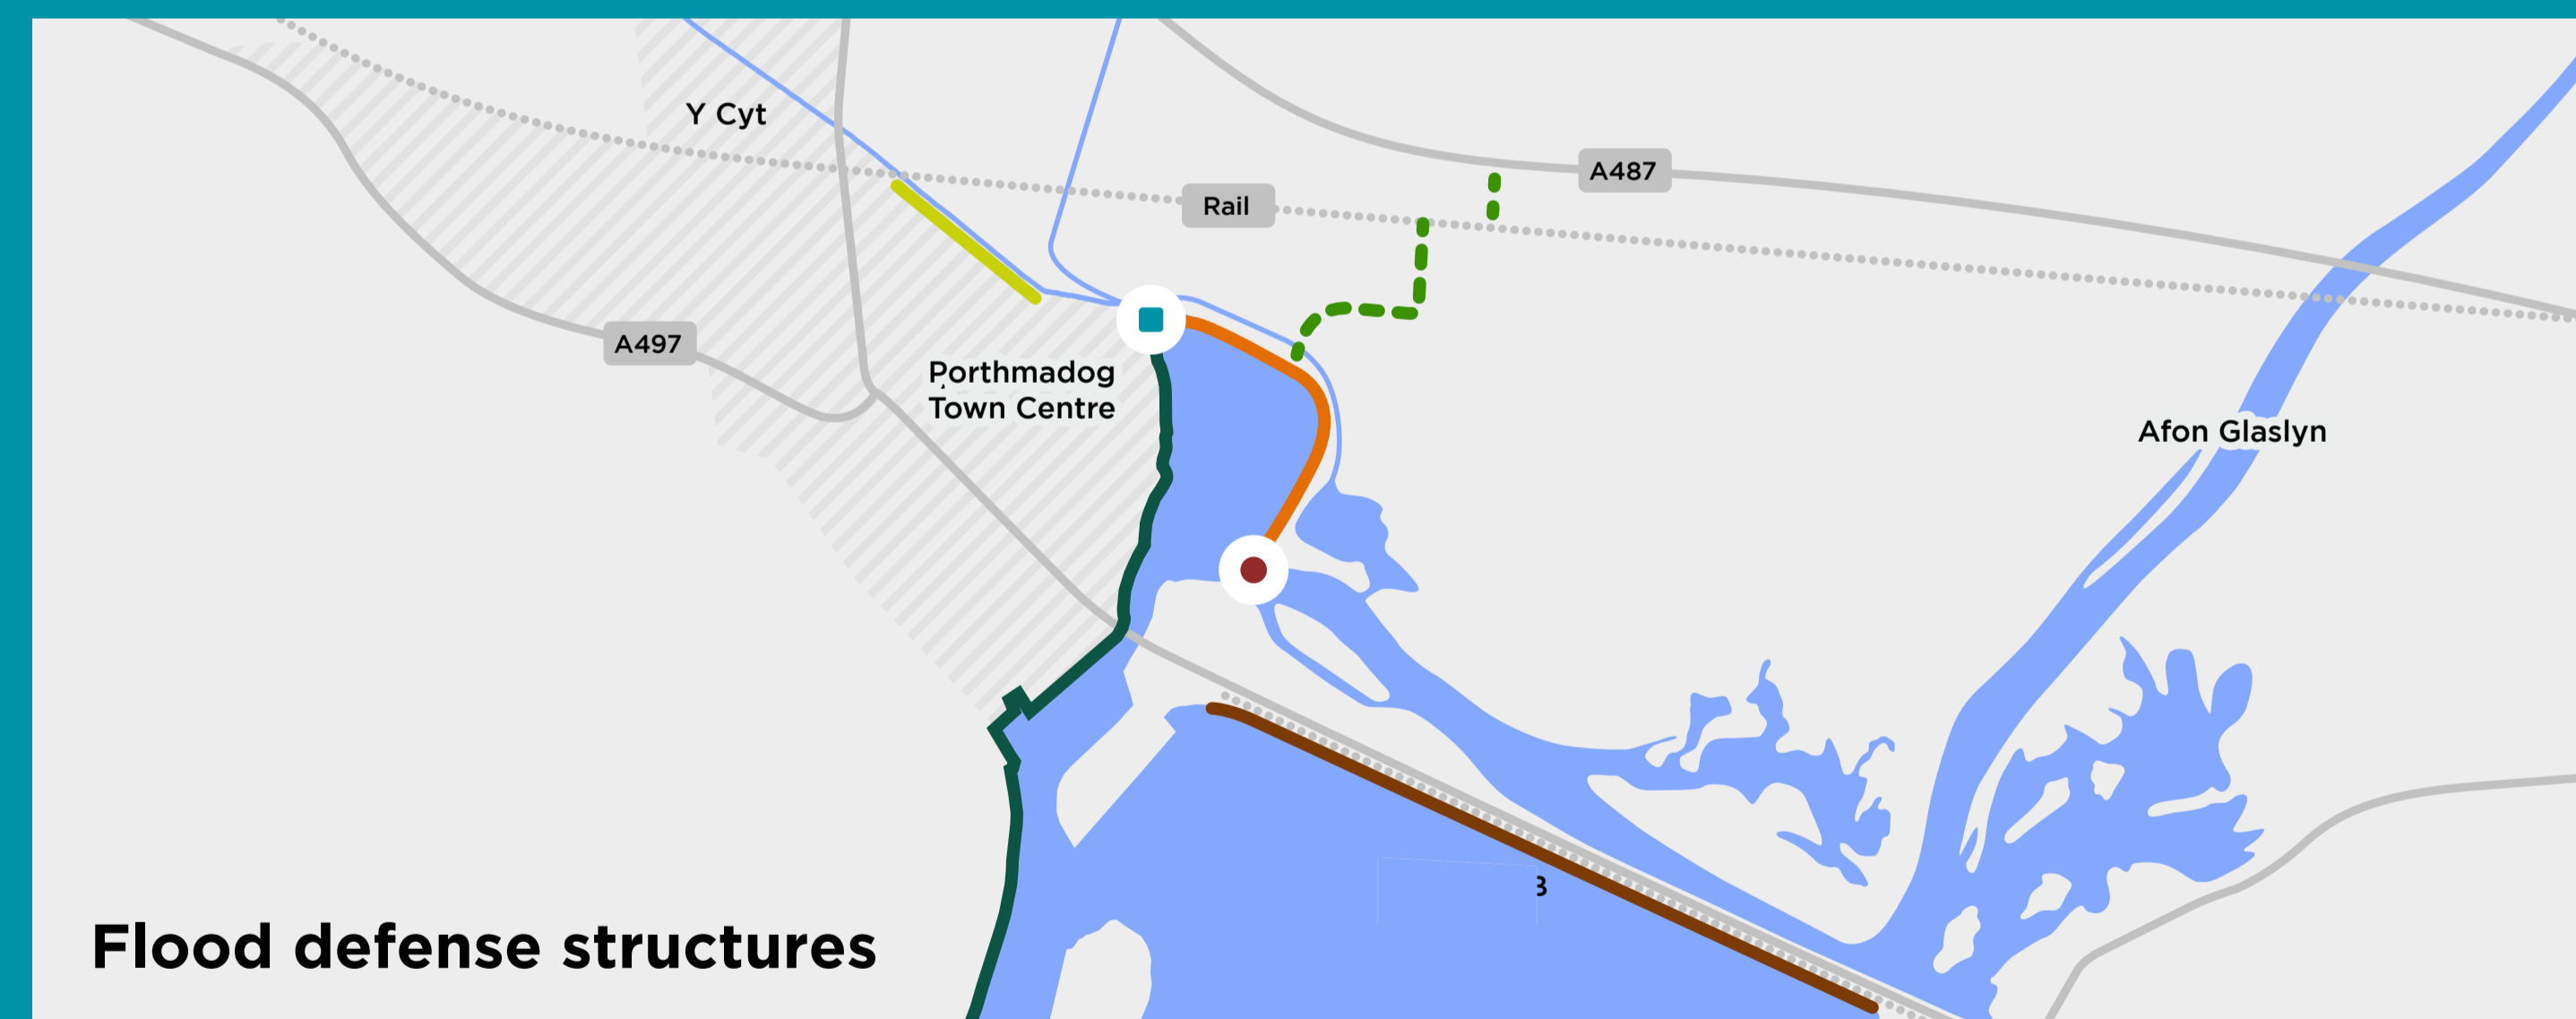 Y Cyt
A487
Rail
A497
Porthmadog
Town Centre
Afon Glaslyn
Flood defense structures